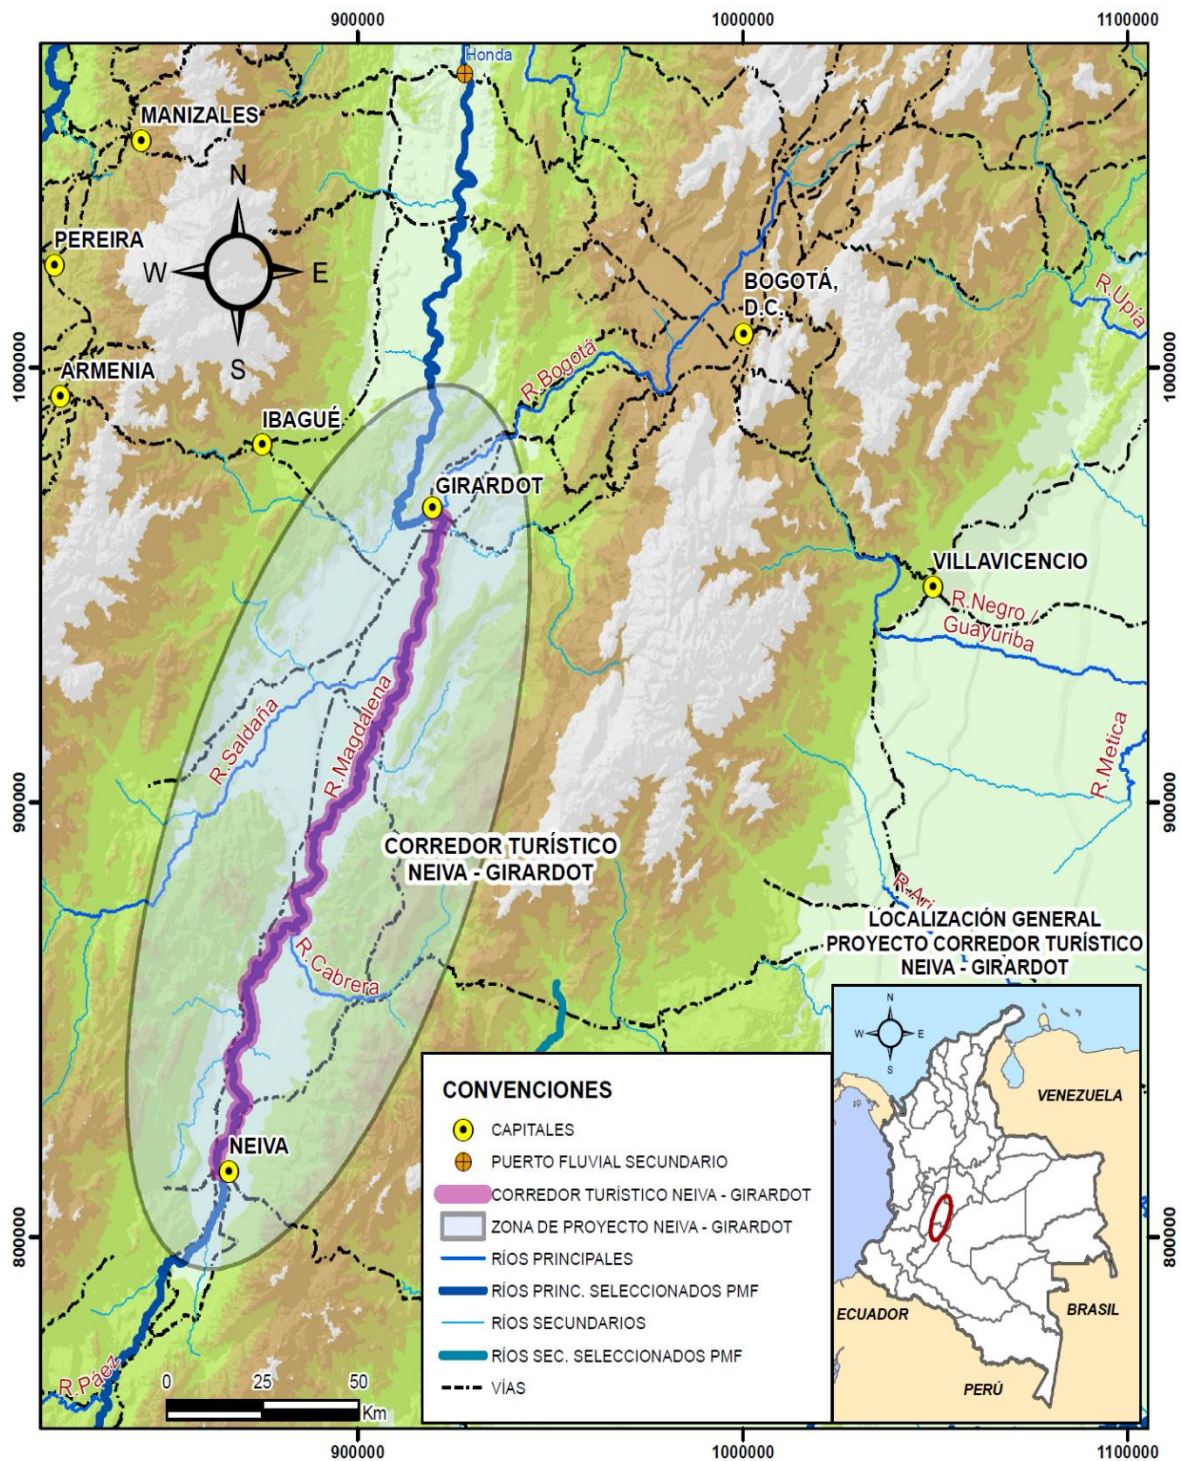 900000
1000000
1100000
Honda
MANIZALES
N
W
E
S
PEREIRA
BOGOTÁ,
D.C.
R.Upía
1000000
1000000
ARMENIA
R.Bogotá
IBAGUÉ
GIRARDOT
VILLAVICENCIO
R.Negro /
Guayuriba
R.Saldaña
R.Magdalena
R.Metica
900000
900000
CORREDOR TURÍSTICO
NEIVA - GIRARDOT
R.Ari
LOCALIZACIÓN GENERAL
PROYECTO CORREDOR TURÍSTICO
NEIVA - GIRARDOT
R.Cabrera
N
W
E
S
VENEZUELA
ECUADOR
BRASIL
PERÚ
NEIVA
CONVENCIONES
CAPITALES
PUERTO FLUVIAL SECUNDARIO
CORREDOR TURÍSTICO NEIVA - GIRARDOT
ZONA DE PROYECTO NEIVA - GIRARDOT
RÍOS PRINCIPALES
RÍOS PRINC. SELECCIONADOS PMF
RÍOS SECUNDARIOS
RÍOS SEC. SELECCIONADOS PMF
VÍAS
800000
800000
R.Páez
0 25 50
Km
900000
1000000
1100000